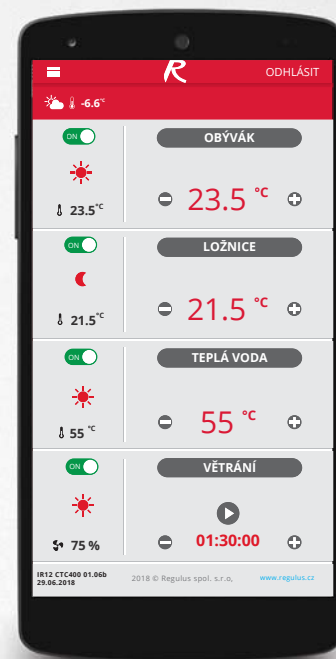 R
ODHLÁSIT
-6.6°C
ON
OBÝVÁK
23.5 °C
23.5°C
ON
LOŽNICE
21.5 °C
21.5°C
ON
TEPLÁ VODA
55 °C
55 °C
ON
VĚTRÁNÍ
75 %
01:30:00
IR12 CTC400 01.06b
29.06.2018
2018 © Regulus spol. s.r.o,
www.regulus.cz